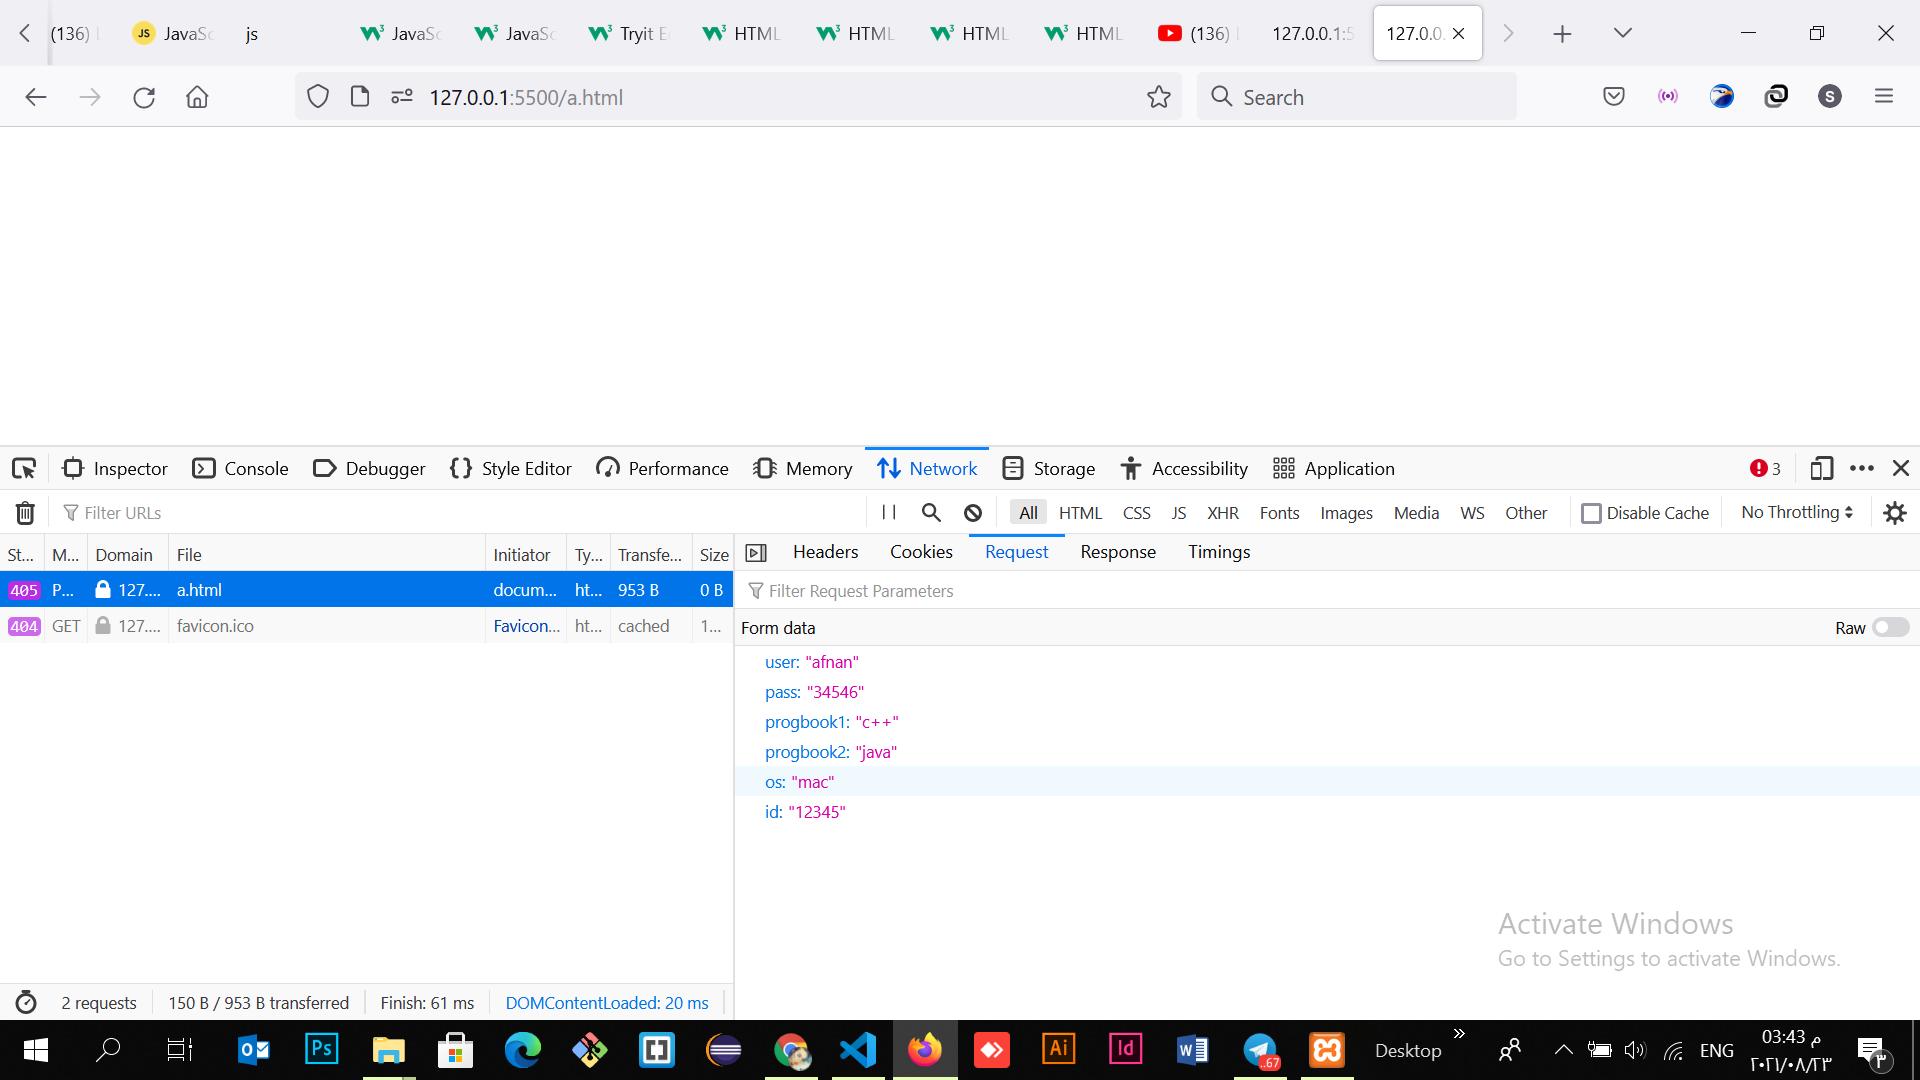 (136)
JS JavaSc
js
JavaSc
JavaSc
Tryit E
HTML
HTML
HTML
HTML
(136)
127.0.0.1:5
127.0.0.
127.0.0.1:5500/a.html
Search
S
Inspector
Console
Debugger
Style Editor
Performance
Memory
Network
Storage
Accessibility
Application
3
Filter URLs
All
HTML
CSS
JS
XHR
Fonts
Images
Media
WS
Other
Disable Cache
No Throttling
St... M... Domain File Initiator Ty... Transfe... Size
405 P... 127.... a.html docum... ht... 953 B 0 B
404 GET 127.... favicon.ico Favicon... ht... cached 1...
Headers
Cookies
Request
Response
Timings
Filter Request Parameters
Form data
Raw
user: "afnan"
pass: "34546"
progbook1: "c++"
progbook2: "java"
os: "mac"
id: "12345"
Activate Windows
Go to Settings to activate Windows.
2 requests
150 B / 953 B transferred
Finish: 61 ms
DOMContentLoaded: 20 ms
Ps
Ai
Id
..67
Desktop
ENG
03:43 م
٢٠٢١/٠٨/٢٣
٣